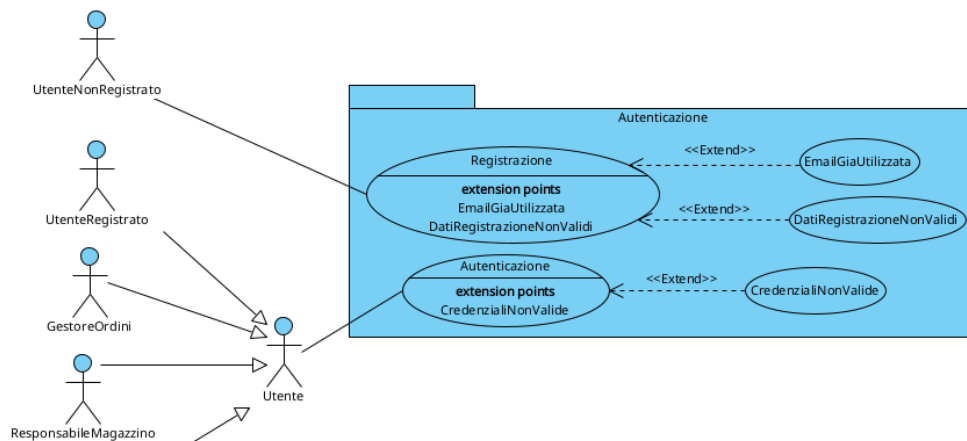 UtenteNonRegistrato
Autenticazione
<<Extend>>
EmailGiaUtilizzata
Registrazione
extension points
EmailGiaUtilizzata
DatiRegistrazioneNonValidi
<<Extend>>
DatiRegistrazioneNonValidi
UtenteRegistrato
Autenticazione
extension points
CredenzialiNonValide
<<Extend>>
CredenzialiNonValide
GestoreOrdini
Utente
ResponsabileMagazzino